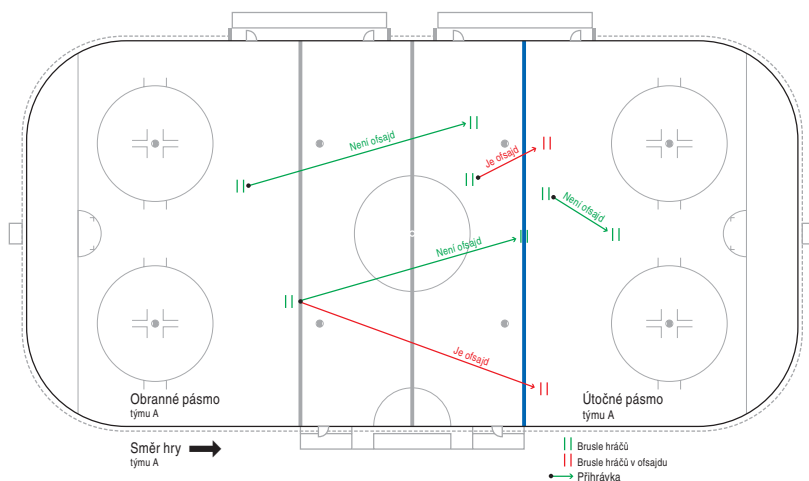 Není ofsajd
Je ofsajd
Není ofsajd
Není ofsajd
Je ofsajd
Obranné pásmo
týmu A
Útočné pásmo
týmu A
Směr hry
týmu A
Brusle hráčů
Brusle hráčů v ofsajdu
Přihrávka